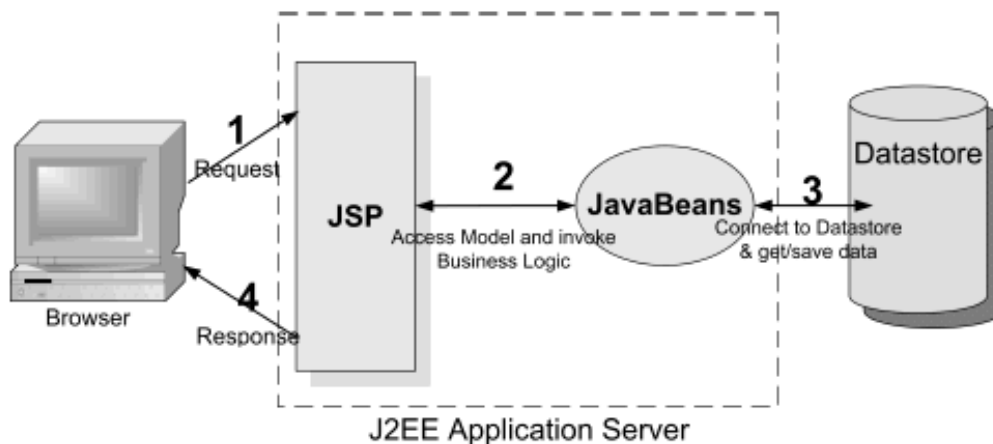 1
Request
JSP
2
Access Model and invoke
Business Logic
JavaBeans
3
Connect to Datastore
& get/save data
Datastore
4
Response
Browser
J2EE Application Server